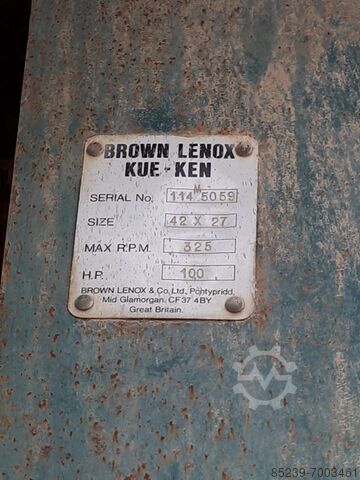 BROWN LENOX
KUE-KEN
SERIAL No. 114 M 5059
SIZE 42 X 27
MAX R.P.M. 325
H.P. 100
BROWN LENOX & Co. Ltd., Pontypridd,
Mid Glamorgan. CF37 4BY
Great Britain.
85239-7003461